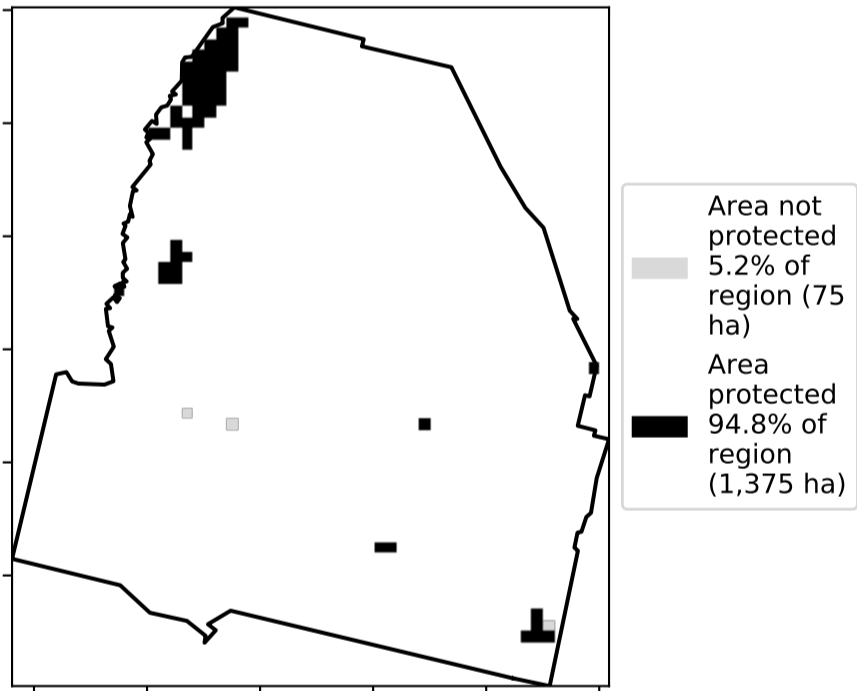 Area not
protected
5.2% of
region (75
ha)
Area
protected
94.8% of
region
(1,375 ha)